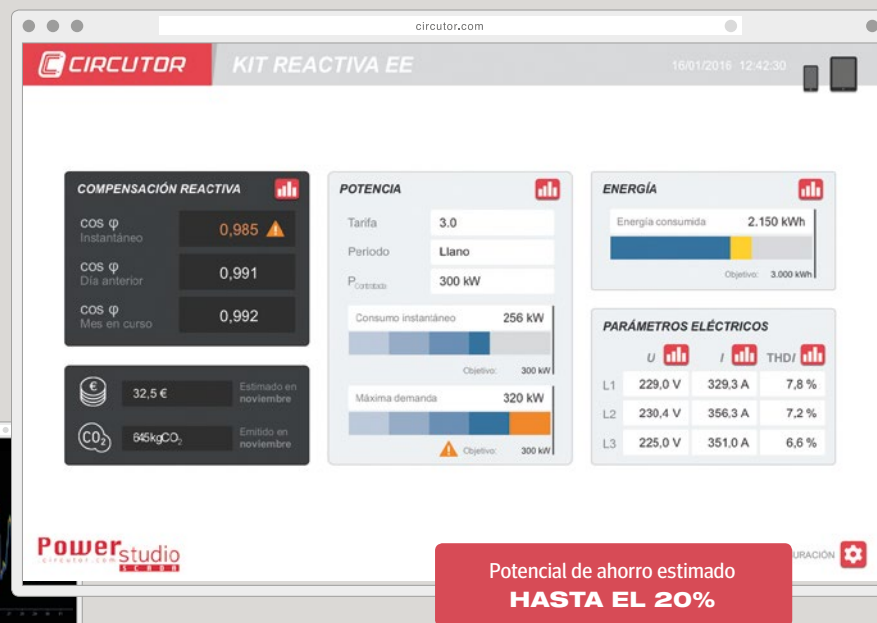 circutor.com
CIRCUTOR
KIT REACTIVA EE
16/01/2016 12:42:30
COMPENSACIÓN REACTIVA
cos φ
Instantáneo
0,985
cos φ
Día anterior
0,991
cos φ
Mes en curso
0,992
32,5 €
Estimado en
noviembre
CO₂
645kgCO₂
Emitido en
noviembre
POTENCIA
Tarifa 3.0
Periodo Llano
PContratada 300 kW
Consumo instantáneo 256 kW
Objetivo: 300 kW
Máxima demanda 320 kW
Objetivo: 300 kW
ENERGÍA
Energía consumida 2.150 kWh
Objetivo: 3.000 kWh
PARÁMETROS ELÉCTRICOS
U I THDI
L1 229,0 V 329,3 A 7,8 %
L2 230,4 V 356,3 A 7,2 %
L3 225,0 V 351,0 A 6,6 %
Power studio
circutor.com SCADA
URACIÓN
Potencial de ahorro estimado
HASTA EL 20%